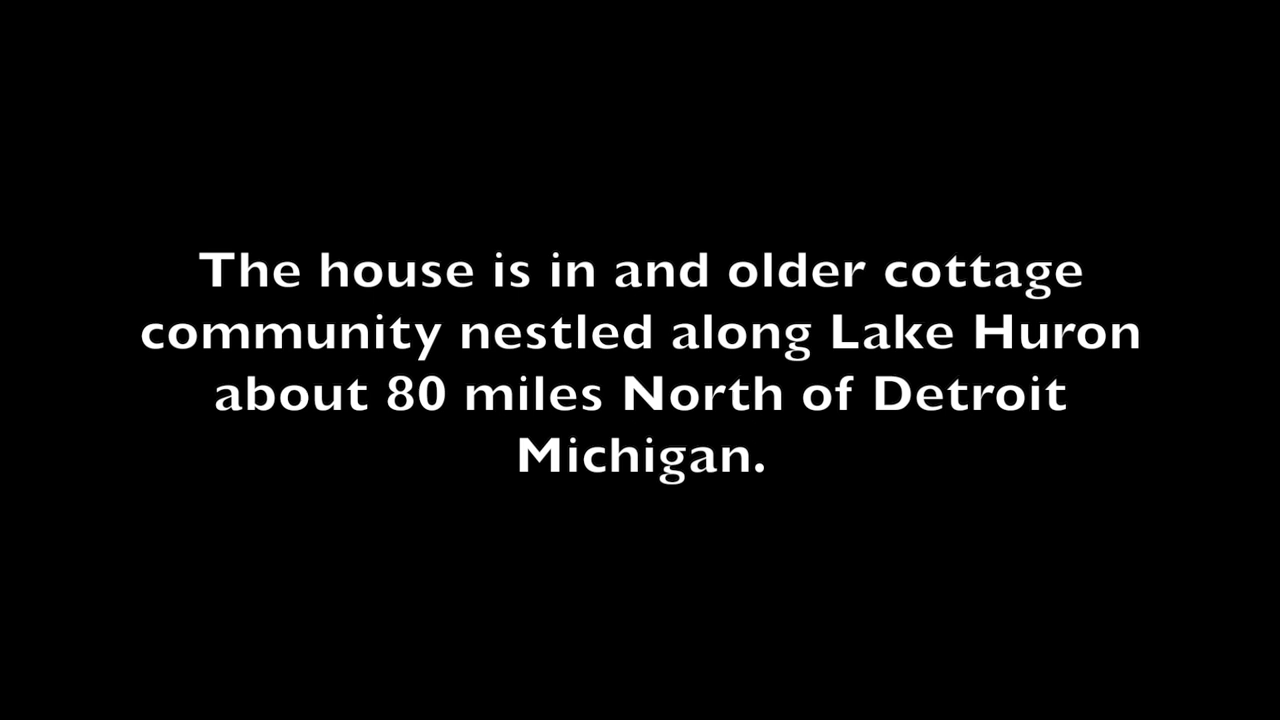 The house is in and older cottage
community nestled along Lake Huron
about 80 miles North of Detroit
Michigan.